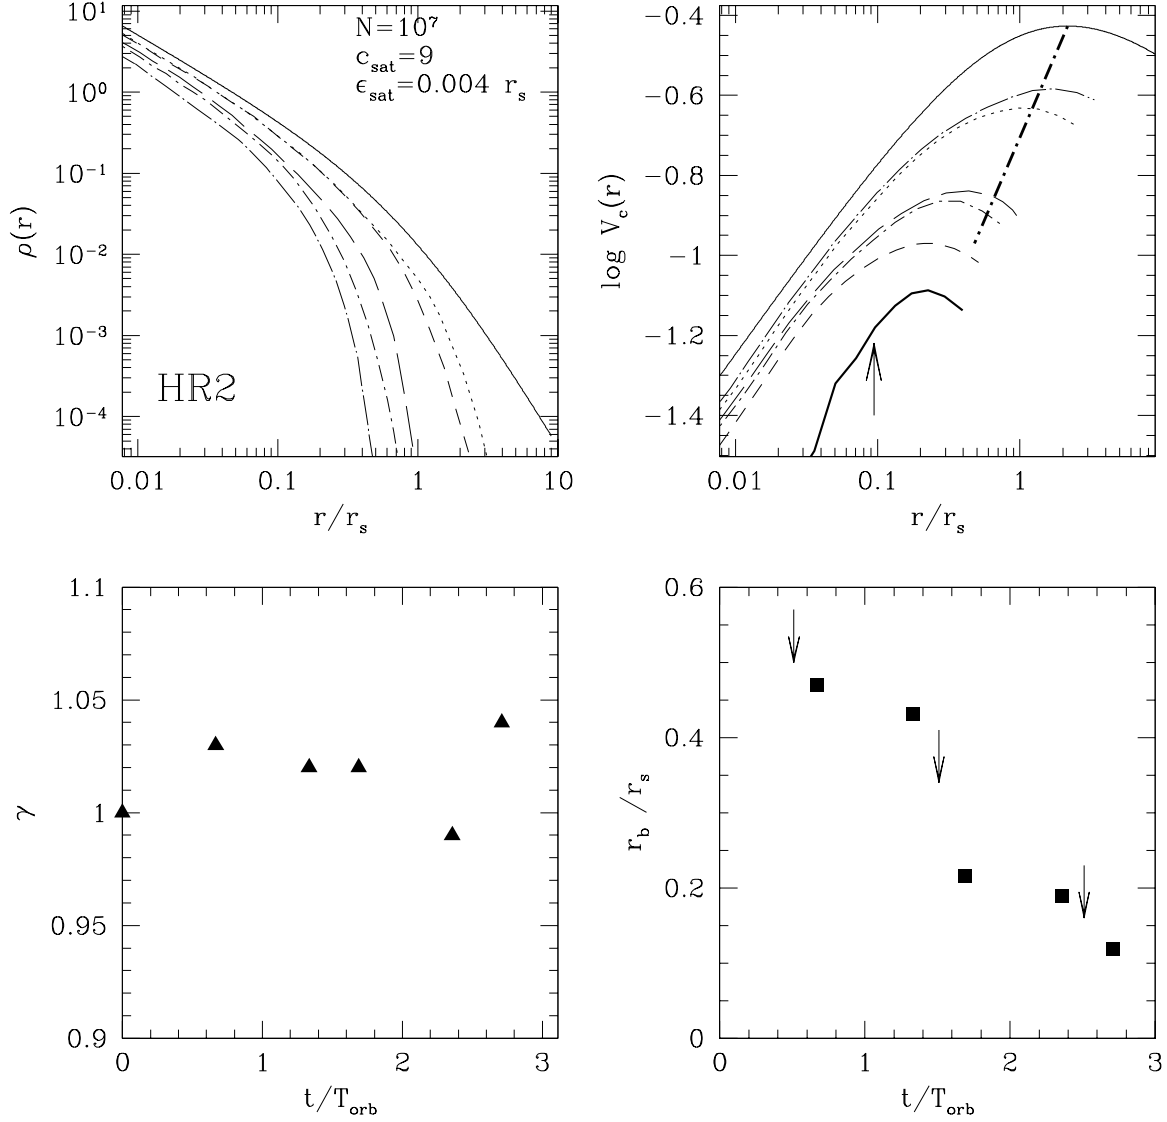 10¹
10⁰
10⁻¹
10⁻²
10⁻³
10⁻⁴
ρ(r)
N=10⁷
c_sat=9
ϵ_sat=0.004 r_s
HR2
0.01 0.1 1 10
r/r_s
−0.4
−0.6
−0.8
−1
−1.2
−1.4
log V_c(r)
0.01 0.1 1
r/r_s
1.1
1.05
1
0.95
0.9
γ
0 1 2 3
t/T_orb
0.6
0.4
0.2
0
r_b /r_s
0 1 2 3
t/T_orb